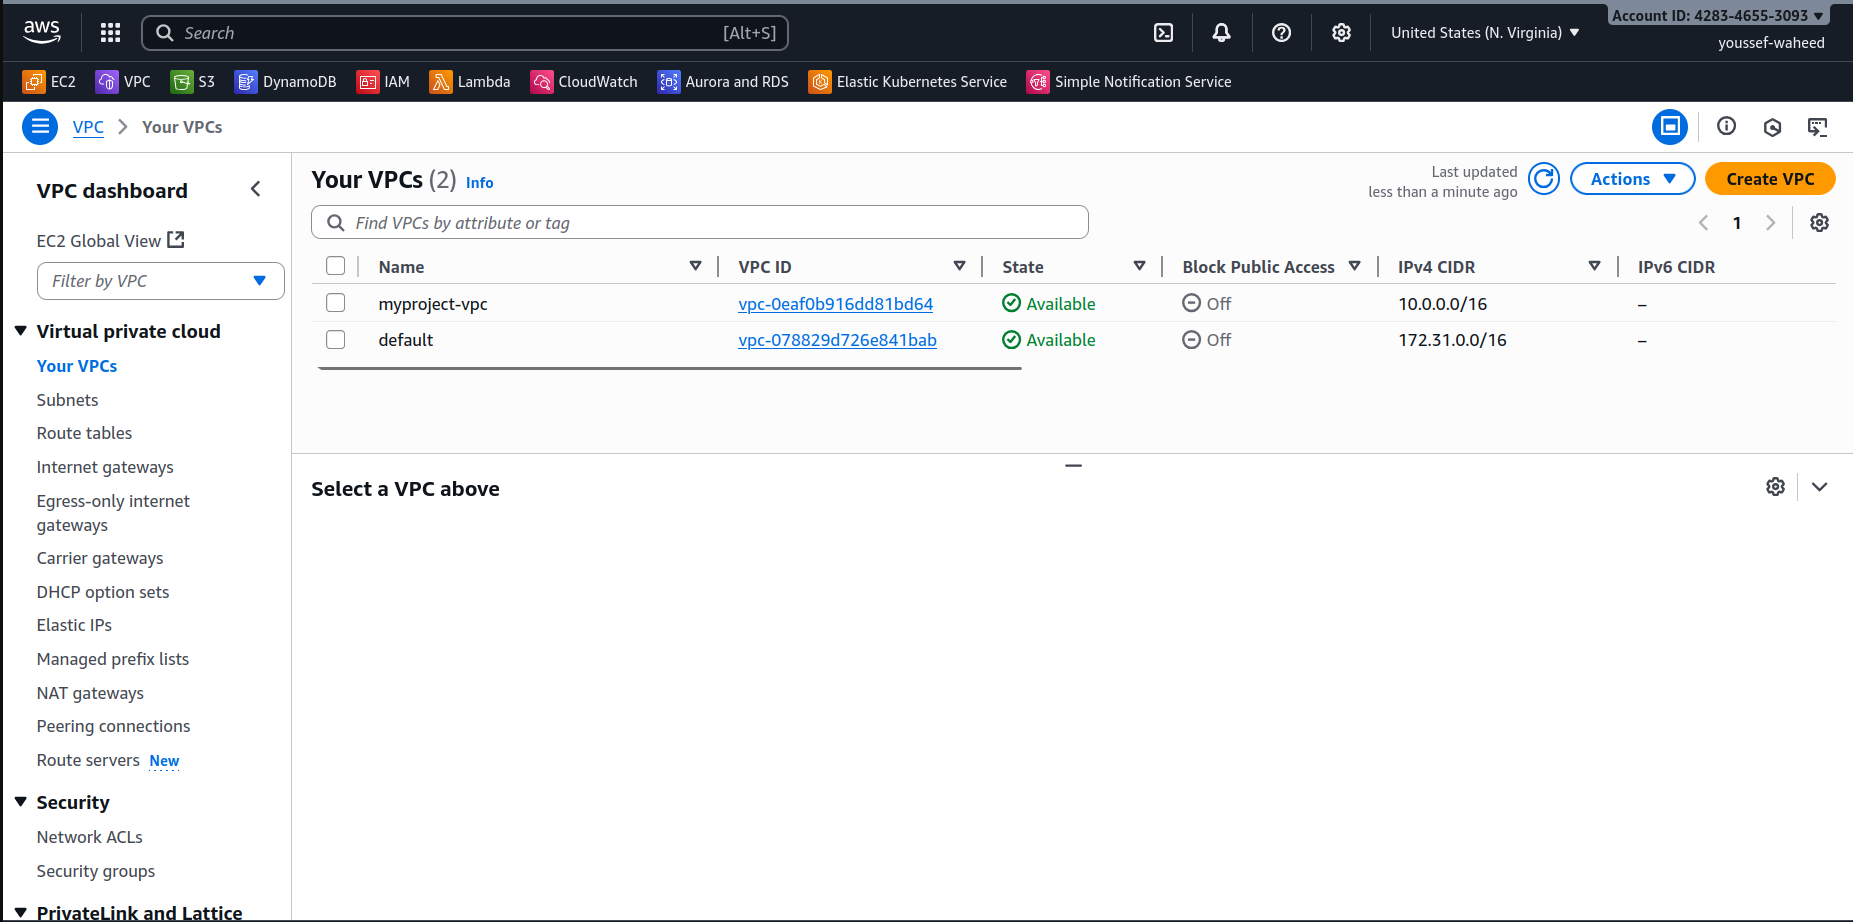 aws
Search [Alt+S]
United States (N. Virginia)
Account ID: 4283-4655-3093
youssef-waheed
EC2 VPC S3 DynamoDB IAM Lambda CloudWatch Aurora and RDS Elastic Kubernetes Service Simple Notification Service
VPC Your VPCs
VPC dashboard
EC2 Global View
Filter by VPC
Virtual private cloud
Your VPCs
Subnets
Route tables
Internet gateways
Egress-only internet
gateways
Carrier gateways
DHCP option sets
Elastic IPs
Managed prefix lists
NAT gateways
Peering connections
Route servers New
Security
Network ACLs
Security groups
PrivateLink and Lattice
Your VPCs (2) Info
Last updated
less than a minute ago
Actions
Create VPC
Find VPCs by attribute or tag
1
Name VPC ID State Block Public Access IPv4 CIDR IPv6 CIDR
myproject-vpc vpc-0eaf0b916dd81bd64 Available Off 10.0.0.0/16 –
default vpc-078829d726e841bab Available Off 172.31.0.0/16 –
Select a VPC above